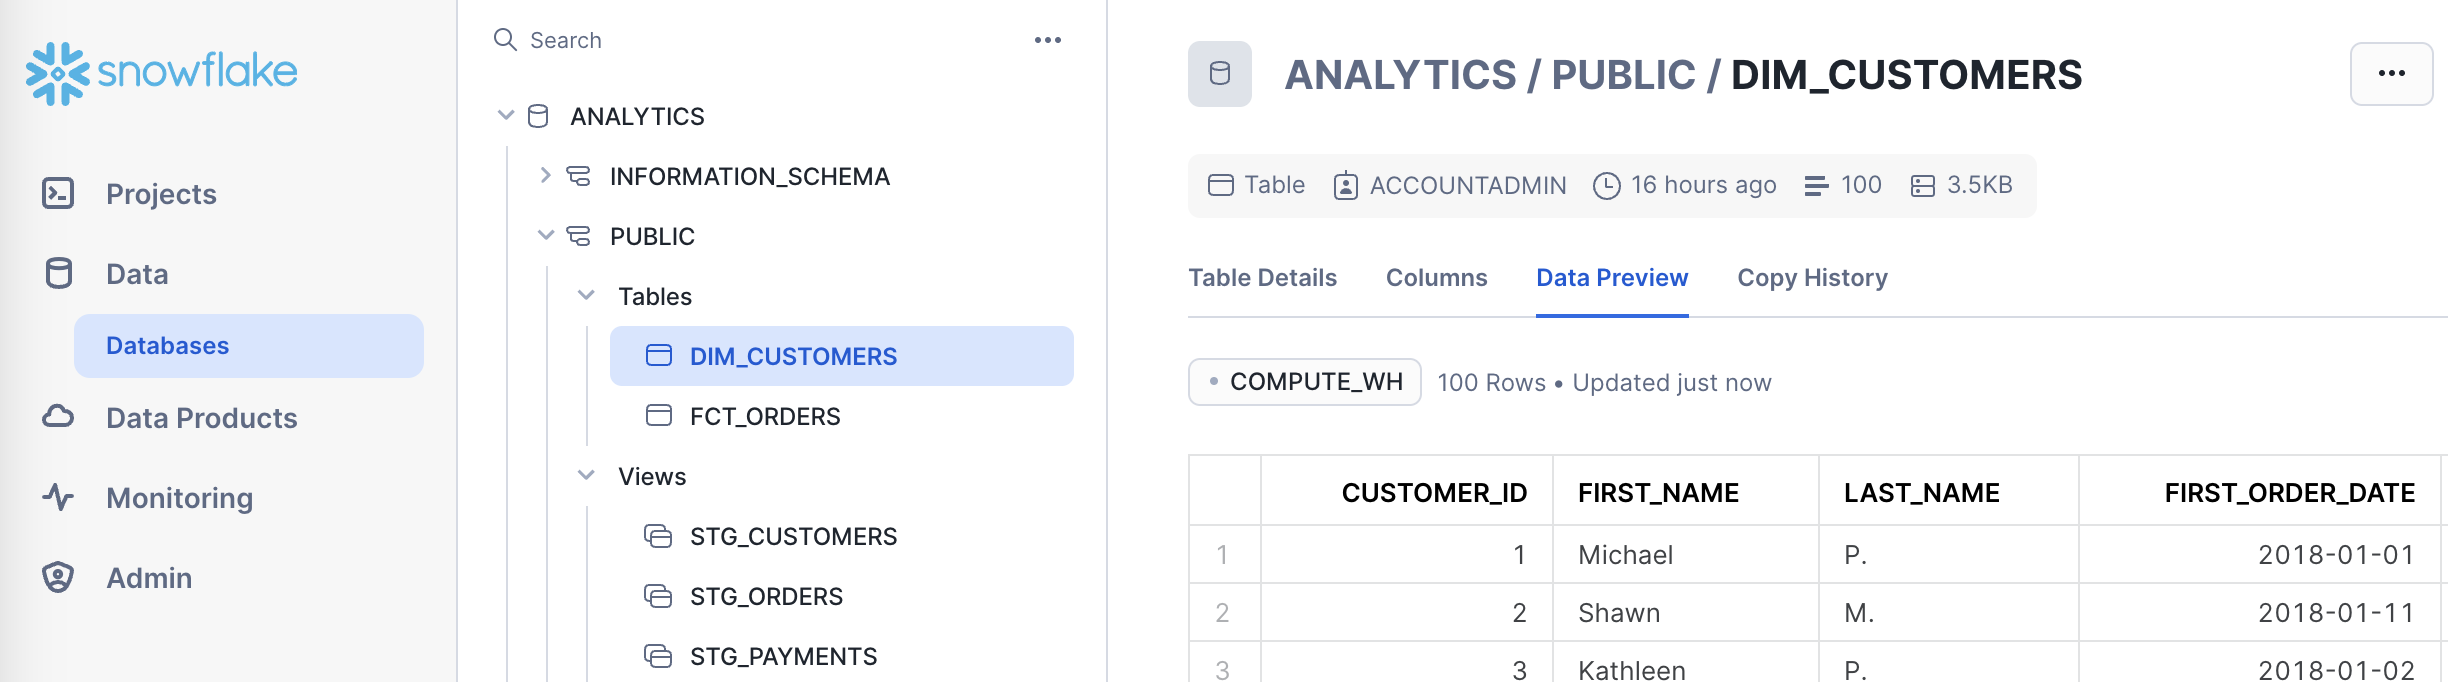 snowflake
Projects
Data
Databases
Data Products
Monitoring
Admin
Search
ANALYTICS
INFORMATION_SCHEMA
PUBLIC
Tables
DIM_CUSTOMERS
FCT_ORDERS
Views
STG_CUSTOMERS
STG_ORDERS
STG_PAYMENTS
ANALYTICS / PUBLIC / DIM_CUSTOMERS
Table ACCOUNTADMIN 16 hours ago 100 3.5KB
Table Details Columns Data Preview Copy History
COMPUTE_WH 100 Rows • Updated just now
CUSTOMER_ID FIRST_NAME LAST_NAME FIRST_ORDER_DATE
1 1 Michael P. 2018-01-01
2 2 Shawn M. 2018-01-11
3 3 Kathleen P. 2018-01-02